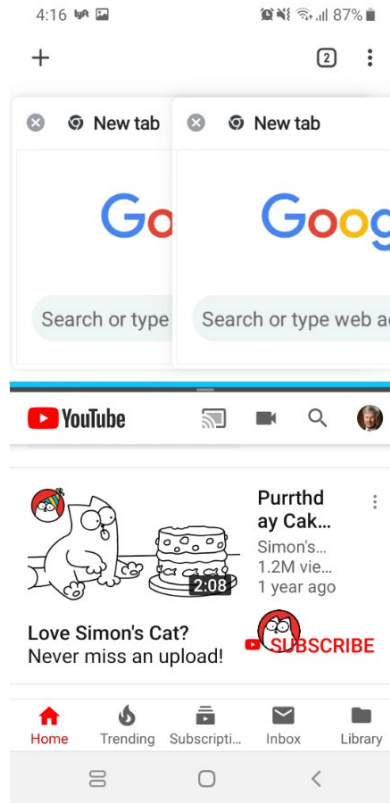 4:16 lyft 87%
2
New tab New tab
Go Goog
Search or type Search or type web a
YouTube
Purrthd
ay Cak...
Simon's...
1.2M vie...
1 year ago
2:08
Love Simon's Cat?
Never miss an upload!
SUBSCRIBE
Home Trending Subscripti... Inbox Library